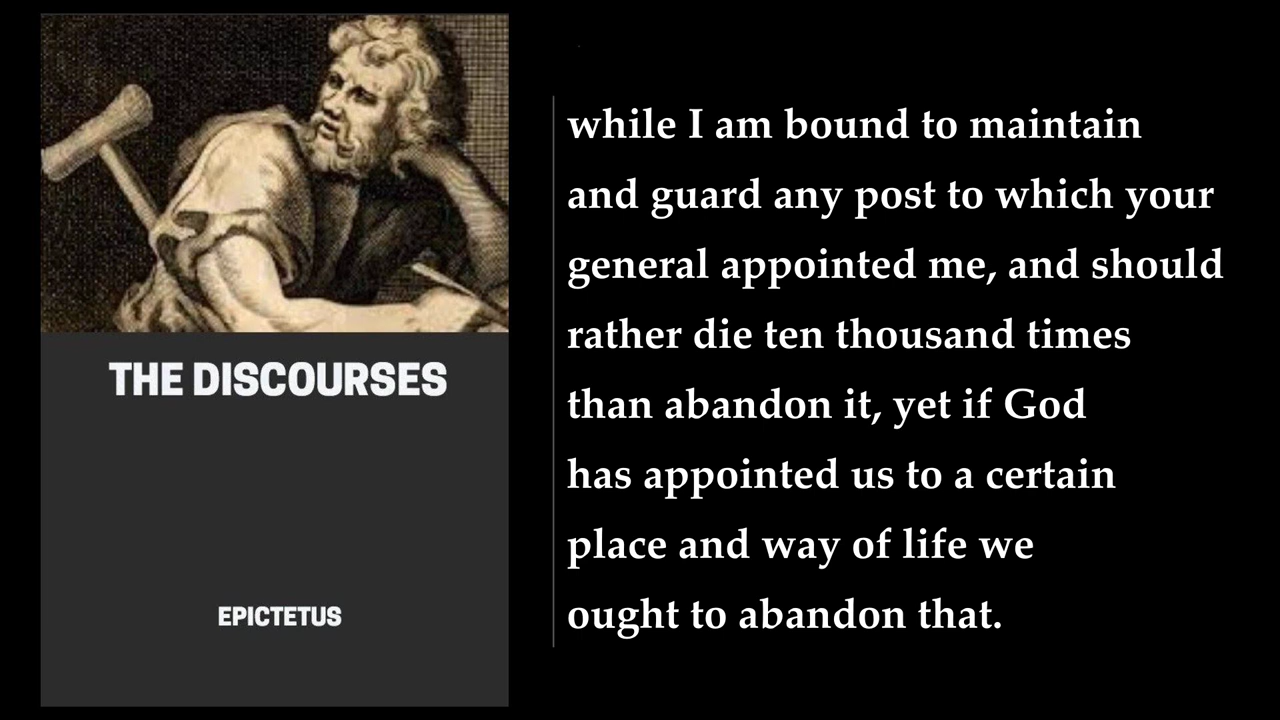 THE DISCOURSES
EPICTETUS
while I am bound to maintain
and guard any post to which your
general appointed me, and should
rather die ten thousand times
than abandon it, yet if God
has appointed us to a certain
place and way of life we
ought to abandon that.